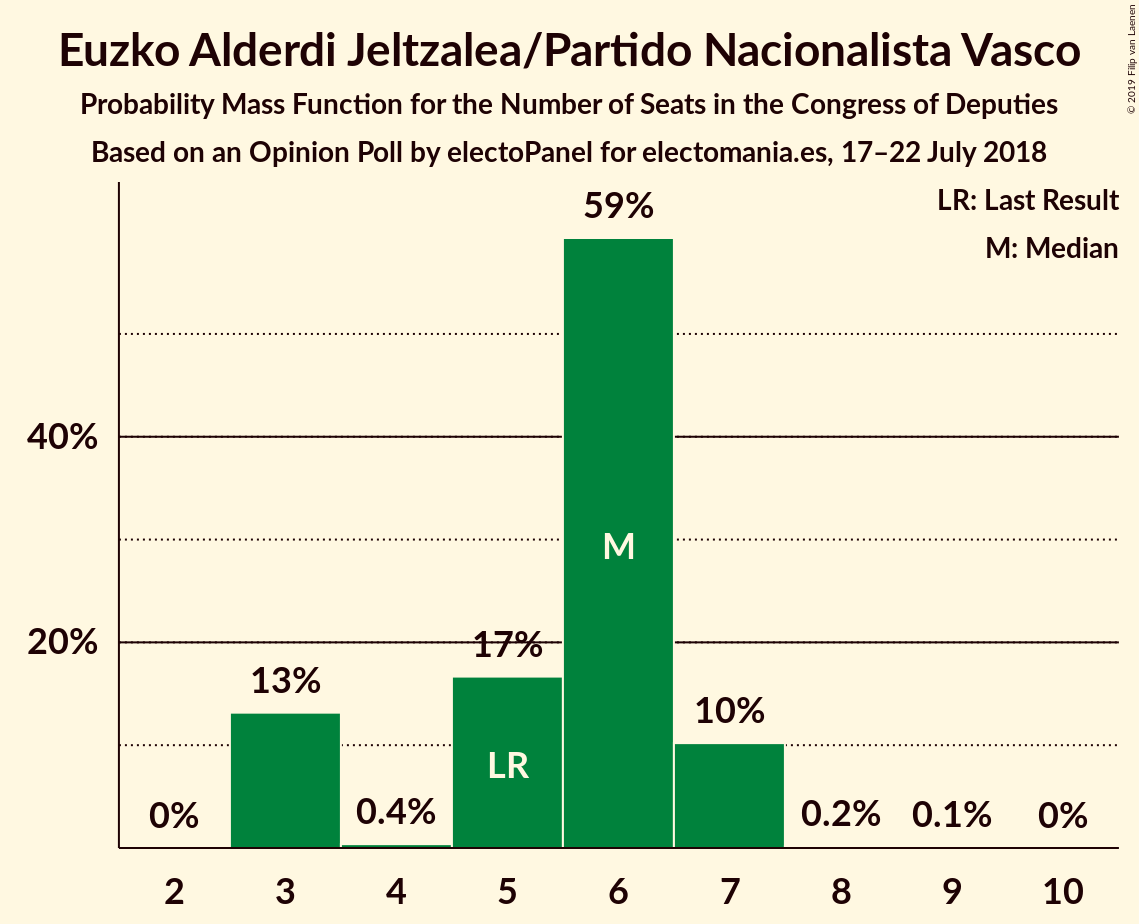 Euzko Alderdi Jeltzalea/Partido Nacionalista Vasco
Probability Mass Function for the Number of Seats in the Congress of Deputies
Based on an Opinion Poll by electoPanel for electomania.es, 17–22 July 2018
© 2019 Filip van Laenen
LR: Last Result
M: Median
59%
40%
M
20%
17%
13%
10%
LR
0%
0.4%
0.2%
0.1%
0%
2 3 4 5 6 7 8 9 10